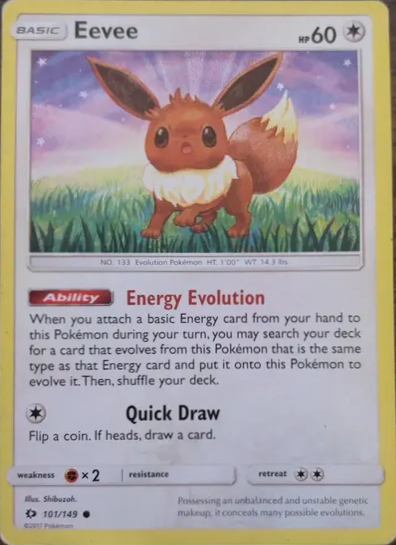 BASIC Eevee HP 60
NO. 133 Evolution Pokémon HT. 1'00" WT. 14.3 lbs
Ability Energy Evolution
When you attach a basic Energy card from your hand to
this Pokémon during your turn, you may search your deck
for a card that evolves from this Pokémon that is the same
type as that Energy card and put it onto this Pokémon to
evolve it. Then, shuffle your deck.
Quick Draw
Flip a coin. If heads, draw a card.
weakness ×2 resistance retreat
Illus. Shibuzoh.
Possessing an unbalanced and unstable genetic
makeup, it conceals many possible evolutions.
101/149
©2017 Pokémon